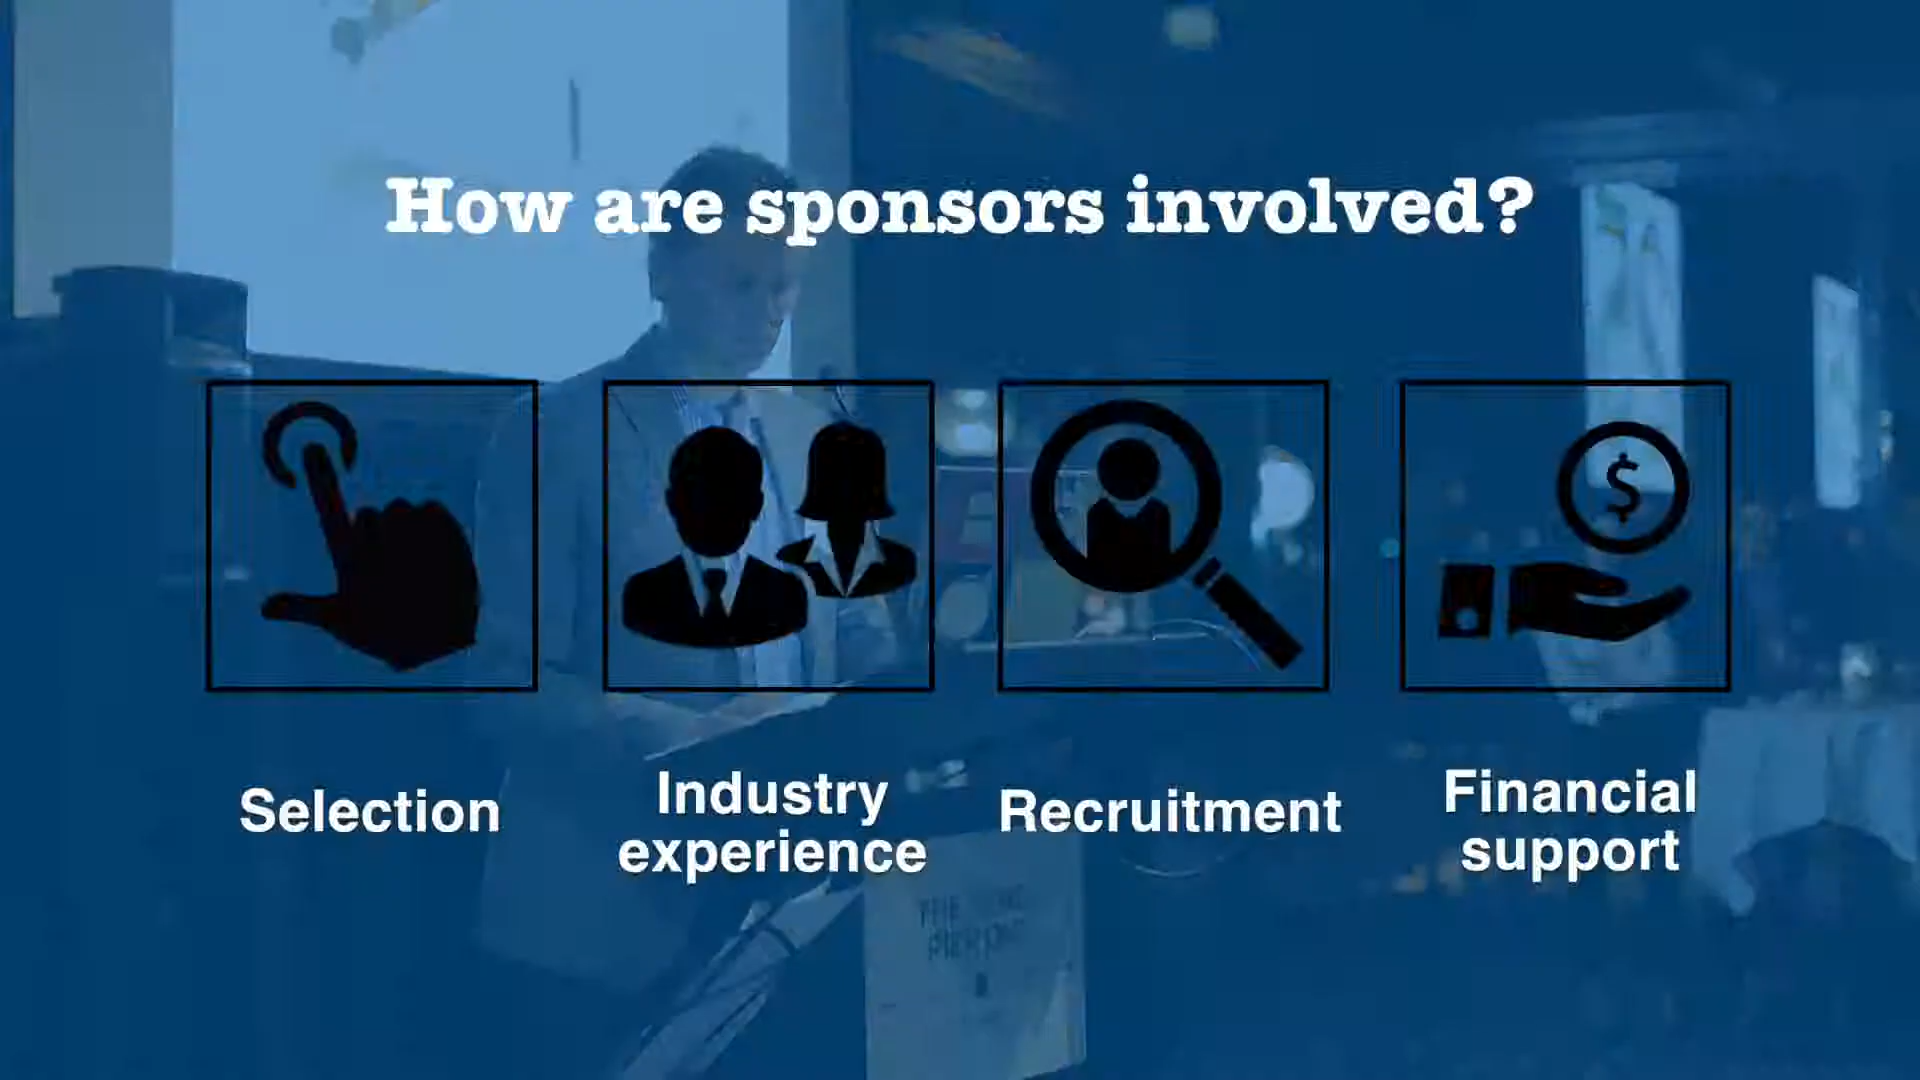 How are sponsors involved?
$
Selection
Industry
experience
Recruitment
Financial
support